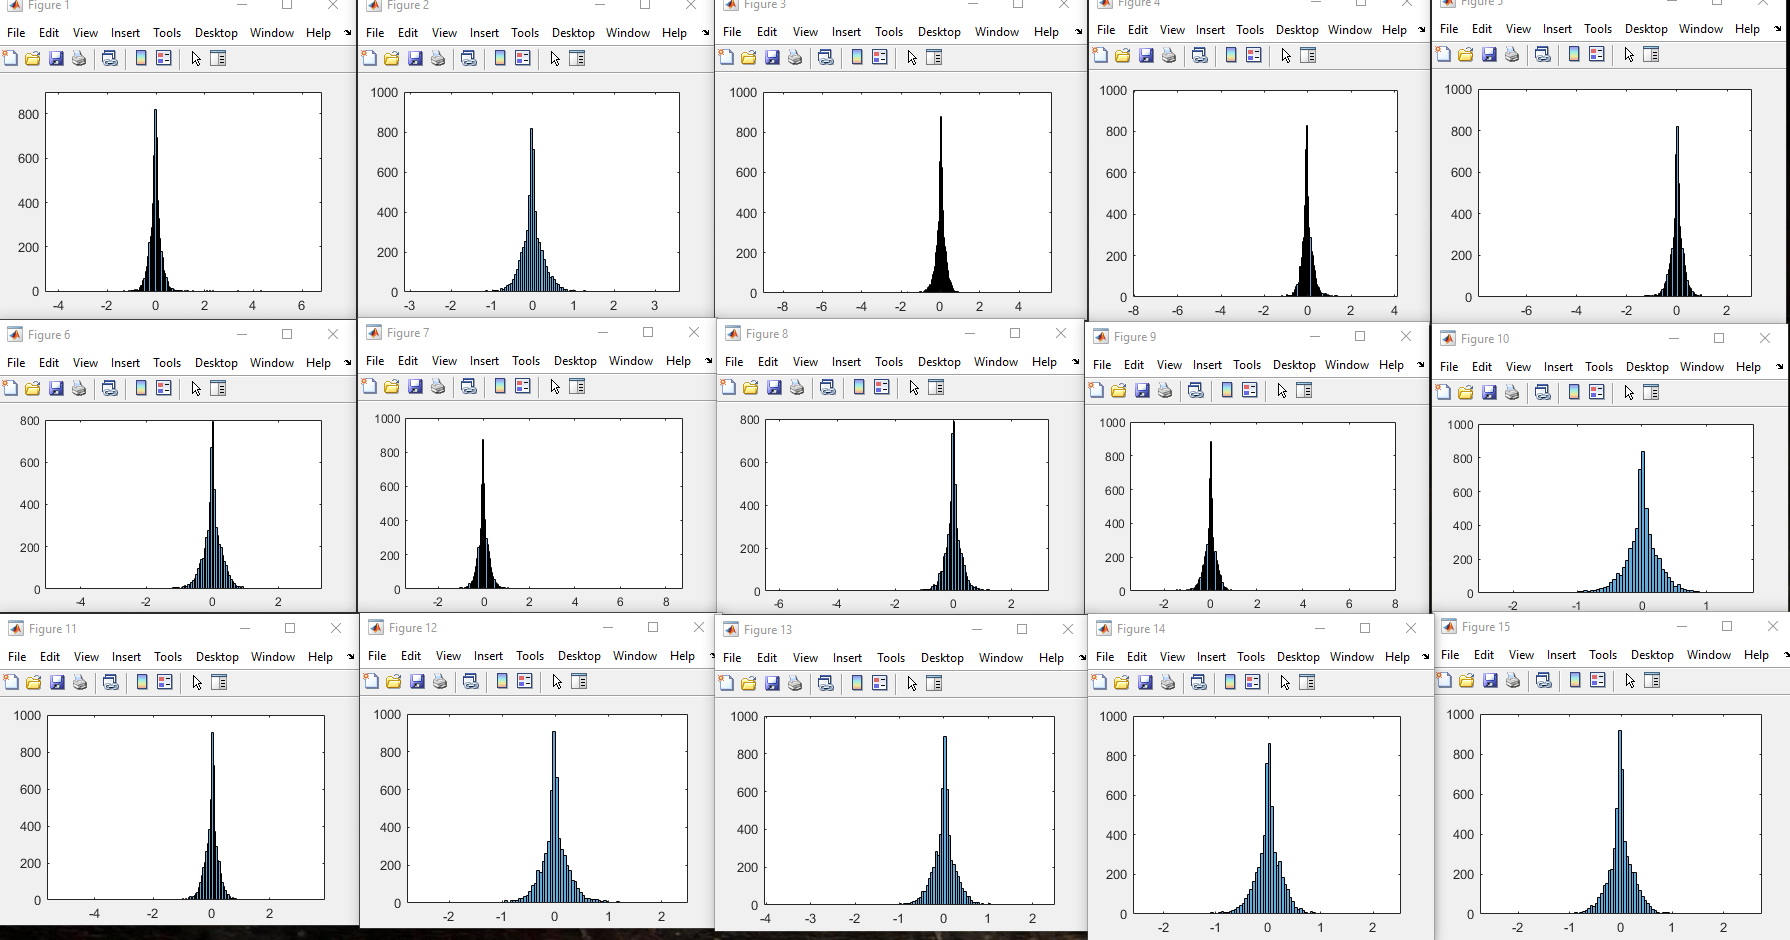 Figure 1
File Edit View Insert Tools Desktop Window Help
800
600
400
200
0
-4 -2 0 2 4 6
Figure 2
File Edit View Insert Tools Desktop Window Help
1000
800
600
400
200
0
-3 -2 -1 0 1 2 3
Figure 3
File Edit View Insert Tools Desktop Window Help
1000
800
600
400
200
0
-8 -6 -4 -2 0 2 4
Figure 4
File Edit View Insert Tools Desktop Window Help
1000
800
600
400
200
0
-8 -6 -4 -2 0 2 4
Figure 5
File Edit View Insert Tools Desktop Window Help
1000
800
600
400
200
0
-6 -4 -2 0 2
Figure 6
File Edit View Insert Tools Desktop Window Help
800
600
400
200
0
-4 -2 0 2
Figure 7
File Edit View Insert Tools Desktop Window Help
1000
800
600
400
200
0
-2 0 2 4 6 8
Figure 8
File Edit View Insert Tools Desktop Window Help
800
600
400
200
0
-6 -4 -2 0 2
Figure 9
File Edit View Insert Tools Desktop Window Help
1000
800
600
400
200
0
-2 0 2 4 6 8
Figure 10
File Edit View Insert Tools Desktop Window Help
1000
800
600
400
200
0
-2 -1 0 1
Figure 11
File Edit View Insert Tools Desktop Window Help
1000
800
600
400
200
0
-4 -2 0 2
Figure 12
File Edit View Insert Tools Desktop Window Help
1000
800
600
400
200
0
-2 -1 0 1 2
Figure 13
File Edit View Insert Tools Desktop Window Help
1000
800
600
400
200
0
-4 -3 -2 -1 0 1 2
Figure 14
File Edit View Insert Tools Desktop Window Help
1000
800
600
400
200
0
-2 -1 0 1 2
Figure 15
File Edit View Insert Tools Desktop Window Help
1000
800
600
400
200
0
-2 -1 0 1 2